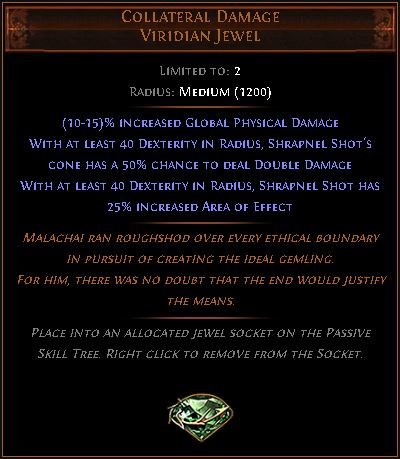 Collateral Damage
Viridian Jewel
Limited to: 2
Radius: Medium (1200)
(10-15)% increased Global Physical Damage
With at least 40 Dexterity in Radius, Shrapnel Shot's
cone has a 50% chance to deal Double Damage
With at least 40 Dexterity in Radius, Shrapnel Shot has
25% increased Area of Effect
Malachai ran roughshod over every ethical boundary
in pursuit of creating the ideal gemling.
For him, there was no doubt that the end would justify
the means.
Place into an allocated jewel socket on the Passive
Skill Tree. Right click to remove from the Socket.